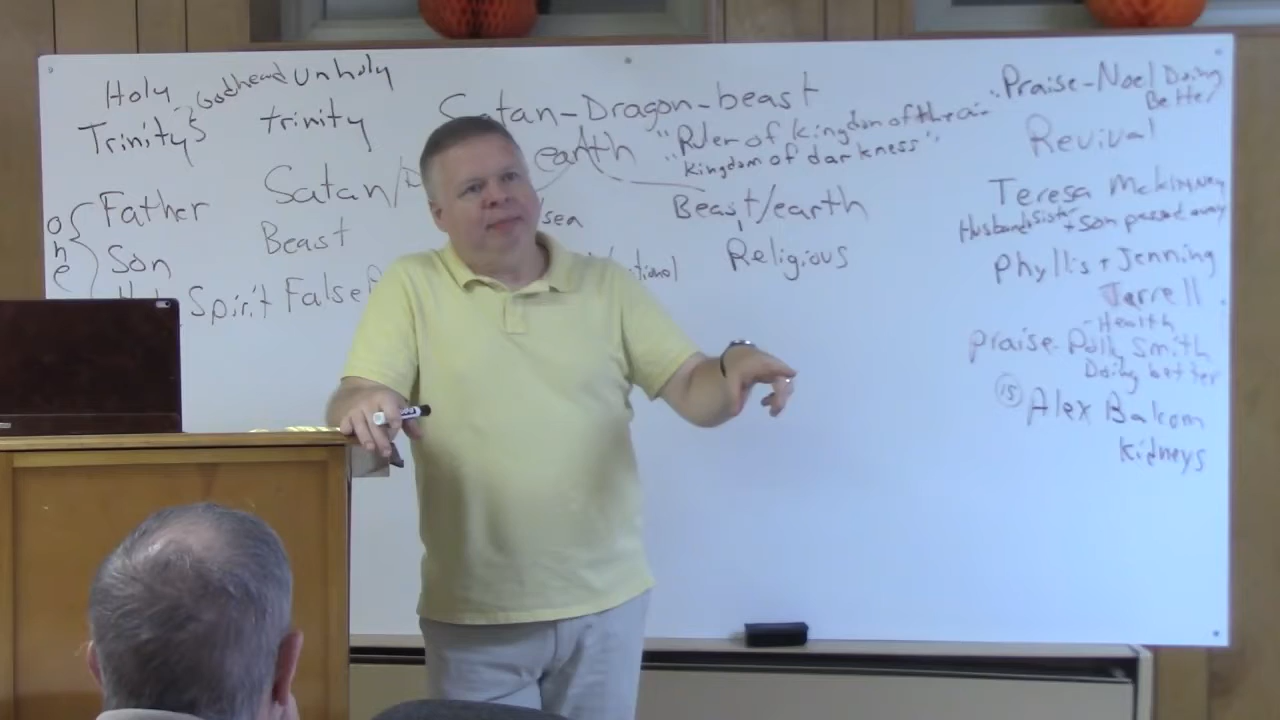 Holy
Trinity
Godhead
Unholy
trinity
one
Father
Son
Spirit
Satan/
Beast
False
Satan-Dragon-beast
earth
sea
"Ruler of kingdom of the
"kingdom of darkness"
Beast/earth
Religious
Praise-Noel Doing
Better
Revival
Teresa McKinney
Husbands sister + son passed away
Phyllis + Jenning
Jarrell
-Health
praise-Polly Smith
Doing better
15 Alex Balcom
kidneys